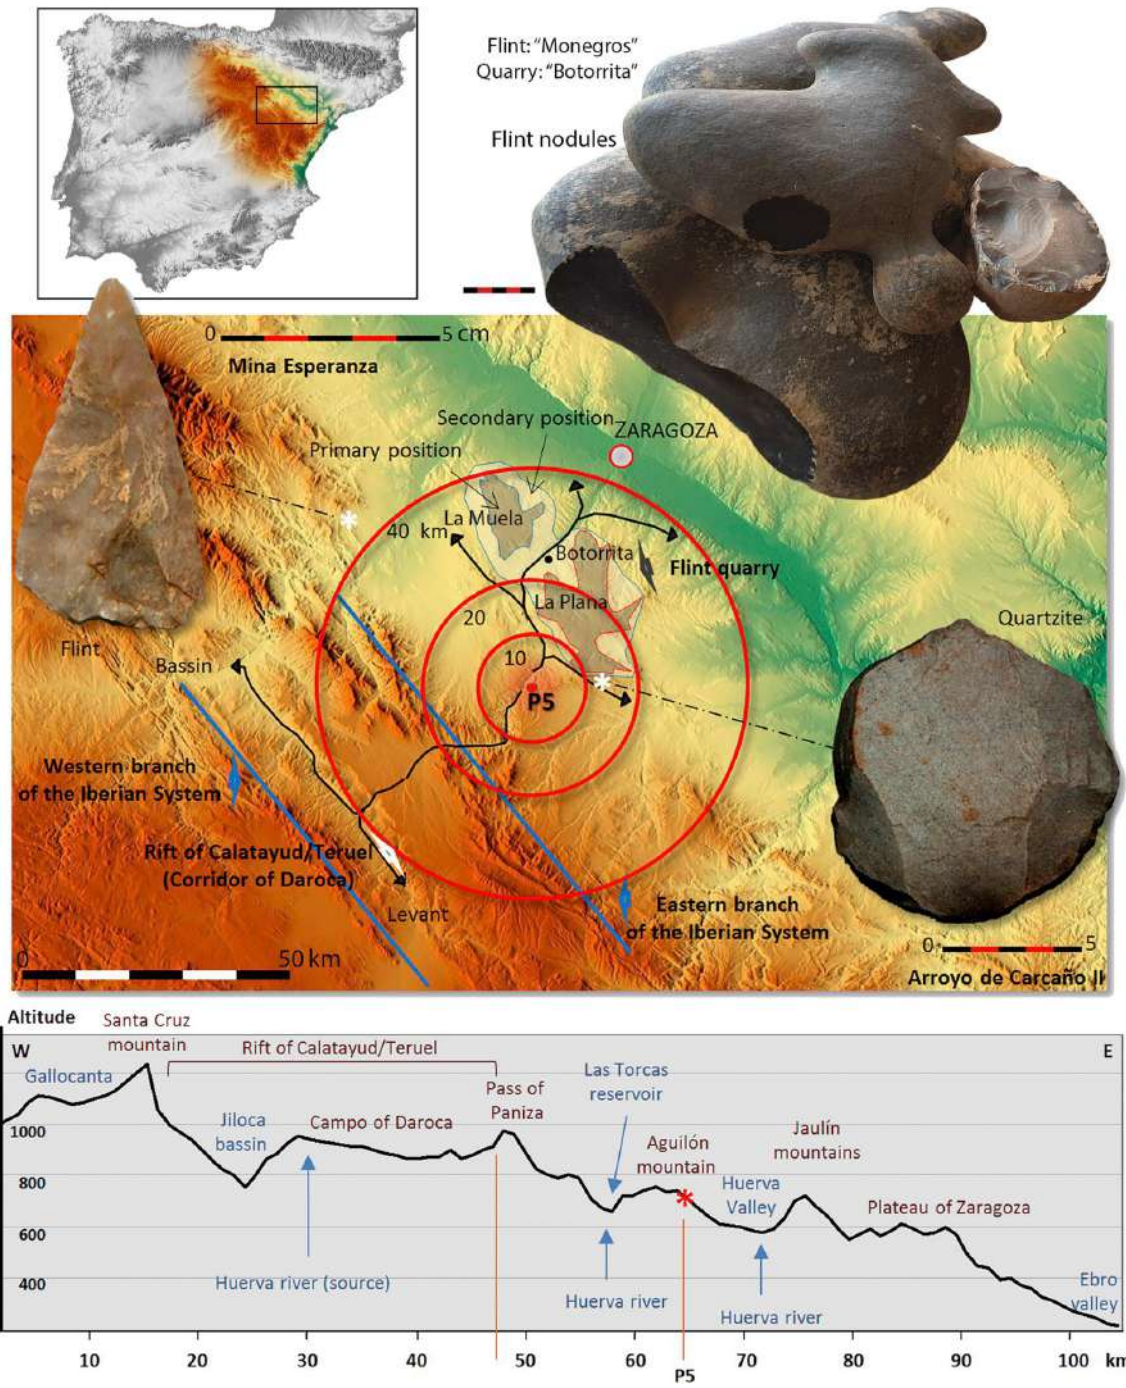 Flint: “Monegros”
Quarry: “Botorrita”
Flint nodules
0 5 cm
Mina Esperanza
Secondary position
ZARAGOZA
Primary position
La Muela
40 km
Botorrita
Flint quarry
La Plana
20
Quartzite
Flint
Bassin
10
P5
Western branch
of the Iberian System
Rift of Calatayud/Teruel
(Corridor of Daroca)
Levant
Eastern branch
of the Iberian System
0 50 km
0 5
Arroyo de Carcaño II
Altitude
Santa Cruz
mountain
W
Rift of Calatayud/Teruel
E
Gallocanta
Las Torcas
reservoir
Pass of
Paniza
Jiloca
bassin
Campo of Daroca
1000
Aguilón
mountain
Jaulín
mountains
800
Huerva
Valley
Plateau of Zaragoza
600
400
Huerva river (source)
Huerva river
Huerva river
Ebro
valley
10 20 30 40 50 60 70 80 90 100 km
P5